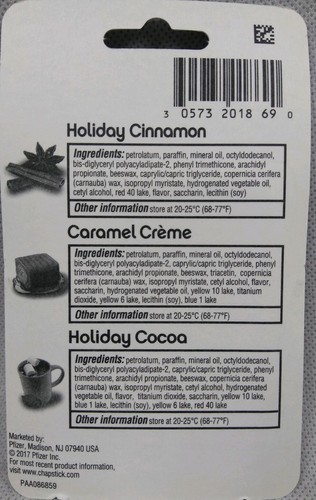 3 0573 2018 69 0
Holiday Cinnamon
Ingredients: petrolatum, paraffin, mineral oil, octyldodecanol,
bis-diglyceryl polyacyladipate-2, phenyl trimethicone, arachidyl
propionate, beeswax, caprylic/capric triglyceride, copernicia cerifera
(carnauba) wax, isopropyl myristate, hydrogenated vegetable oil,
cetyl alcohol, red 40 lake, flavor, saccharin, lecithin (soy)
Other information store at 20-25°C (68-77°F)
Caramel Crème
Ingredients: petrolatum, paraffin, mineral oil, octyldodecanol,
bis-diglyceryl polyacyladipate-2, caprylic/capric triglyceride, phenyl
trimethicone, arachidyl propionate, beeswax, triacetin, copernicia
cerifera (carnauba) wax, isopropyl myristate, cetyl alcohol, flavor,
saccharin, hydrogenated vegetable oil, yellow 10 lake, titanium
dioxide, yellow 6 lake, lecithin (soy), blue 1 lake
Other information store at 20-25°C (68-77°F)
Holiday Cocoa
Ingredients: petrolatum, paraffin, mineral oil, octyldodecanol,
bis-diglyceryl polyacyladipate-2, caprylic/capric triglyceride, phenyl
trimethicone, arachidyl propionate, beeswax, copernicia cerifera
(carnauba) wax, isopropyl myristate, cetyl alcohol, hydrogenated
vegetable oil, flavor, titanium dioxide, saccharin, yellow 10 lake,
blue 1 lake, lecithin (soy), yellow 6 lake, red 40 lake
Other information store at 20-25°C (68-77°F)
Marketed by:
Pfizer, Madison, NJ 07940 USA
© 2017 Pfizer Inc.
For most recent product information,
visit www.chapstick.com
PAA086859